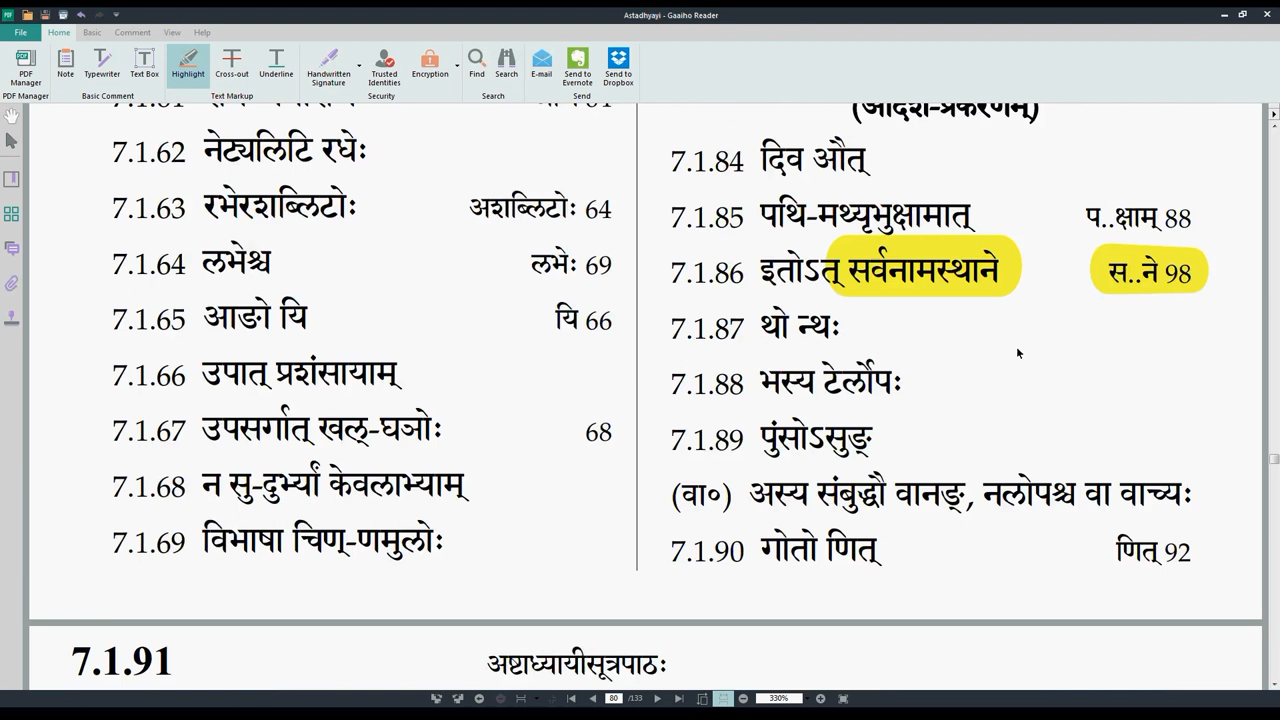 Astadhyayi - Gaaiho Reader
File Home Basic Comment View Help
PDF Manager Note Typewriter Text Box Highlight Cross-out Underline Handwritten Signature Trusted Identities Encryption Find Search E-mail Send to Evernote Send to Dropbox
PDF Manager Basic Comment Text Markup Security Search Send
7.1.62 नेट्यलिटि रधेः
7.1.63 रभेरशब्लिटोः अशब्लिटोः 64
7.1.64 लभेश्च लभेः 69
7.1.65 आङो यि यि 66
7.1.66 उपात् प्रशंसायाम्
7.1.67 उपसर्गात् खल्-घञोः 68
7.1.68 न सु-दुर्भ्यां केवलाभ्याम्
7.1.69 विभाषा चिण्-णमुलोः
(आदेश-प्रकरणम्)
7.1.84 दिव औत्
7.1.85 पथि-मथ्यृभुक्षामात् प..क्षाम् 88
7.1.86 इतोऽत् सर्वनामस्थाने स..ने 98
7.1.87 थो न्थः
7.1.88 भस्य टेर्लोपः
7.1.89 पुंसोऽसुङ्
(वा०) अस्य संबुद्धौ वानङ्, नलोपश्च वा वाच्यः
7.1.90 गोतो णित् णित् 92
7.1.91 अष्टाध्यायीसूत्रपाठः
80 /133 330%